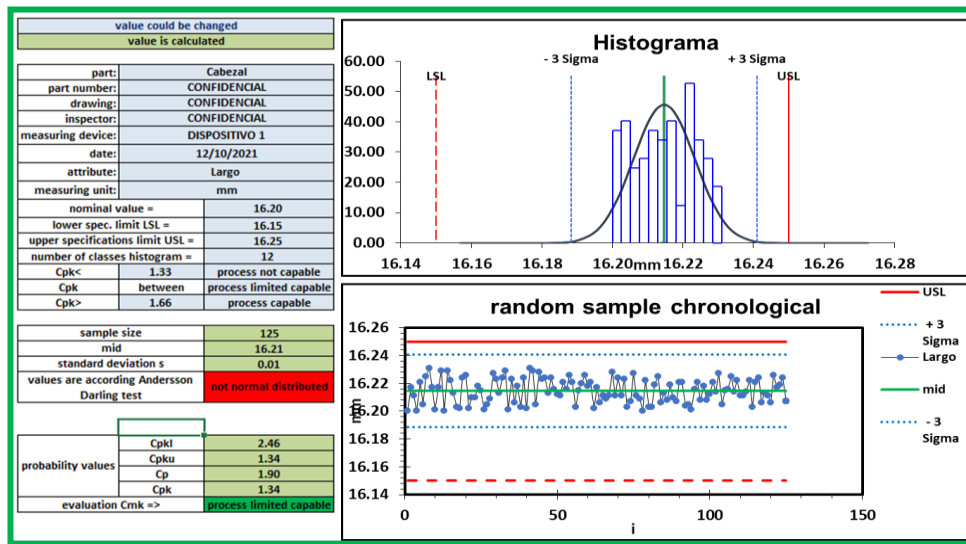 value could be changed
value is calculated
part: Cabezal
part number: CONFIDENCIAL
drawing: CONFIDENCIAL
inspector: CONFIDENCIAL
measuring device: DISPOSITIVO 1
date: 12/10/2021
attribute: Largo
measuring unit: mm
nominal value = 16.20
lower spec. limit LSL = 16.15
upper specifications limit USL = 16.25
number of classes histogram = 12
Cpk< 1.33 process not capable
Cpk between process limited capable
Cpk> 1.66 process capable
sample size 125
mid 16.21
standard deviation s 0.01
values are according Andersson
Darling test
not normal distributed
probability values
Cpkl 2.46
Cpku 1.34
Cp 1.90
Cpk 1.34
evaluation Cmk => process limited capable
Histograma
- 3 Sigma + 3 Sigma
LSL USL
60.00
50.00
40.00
30.00
20.00
10.00
0.00
16.14 16.16 16.18 16.20 mm 16.22 16.24 16.26 16.28
random sample chronological
16.26
16.24
16.22
16.20
16.18
16.16
16.14
mm
0 50 100 150
i
USL
+ 3
Sigma
Largo
mid
- 3
Sigma